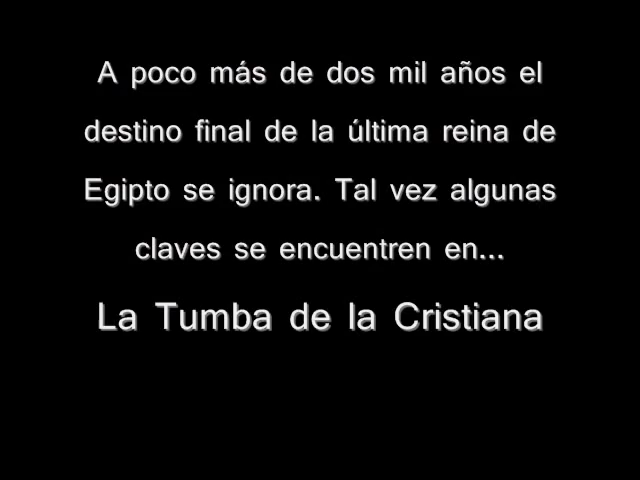 A poco más de dos mil años el
destino final de la última reina de
Egipto se ignora. Tal vez algunas
claves se encuentren en...
La Tumba de la Cristiana